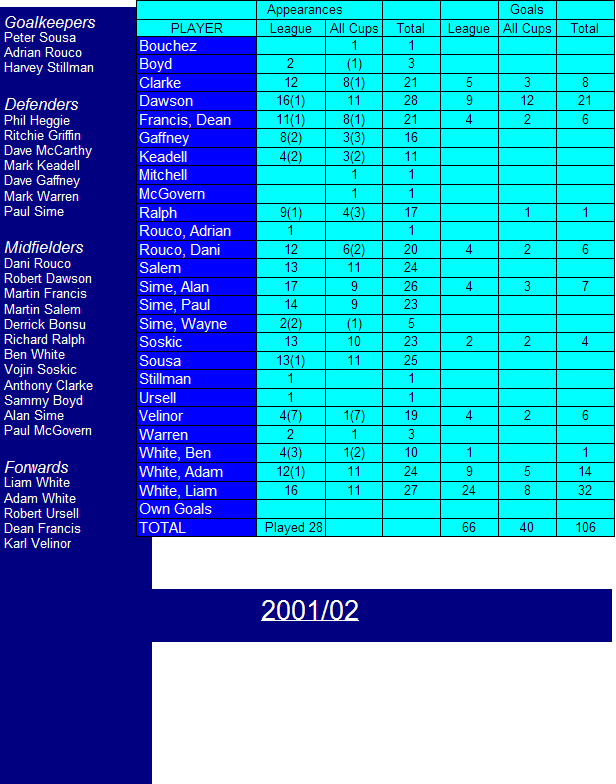 Goalkeepers
Peter Sousa
Adrian Rouco
Harvey Stillman
Defenders
Phil Heggie
Ritchie Griffin
Dave McCarthy
Mark Keadell
Dave Gaffney
Mark Warren
Paul Sime
Midfielders
Dani Rouco
Robert Dawson
Martin Francis
Martin Salem
Derrick Bonsu
Richard Ralph
Ben White
Vojin Soskic
Anthony Clarke
Sammy Boyd
Alan Sime
Paul McGovern
Forwards
Liam White
Adam White
Robert Ursell
Dean Francis
Karl Velinor
Appearances Goals
PLAYER League All Cups Total League All Cups Total
Bouchez 1 1
Boyd 2 (1) 3
Clarke 12 8(1) 21 5 3 8
Dawson 16(1) 11 28 9 12 21
Francis, Dean 11(1) 8(1) 21 4 2 6
Gaffney 8(2) 3(3) 16
Keadell 4(2) 3(2) 11
Mitchell 1 1
McGovern 1 1
Ralph 9(1) 4(3) 17 1 1
Rouco, Adrian 1 1
Rouco, Dani 12 6(2) 20 4 2 6
Salem 13 11 24
Sime, Alan 17 9 26 4 3 7
Sime, Paul 14 9 23
Sime, Wayne 2(2) (1) 5
Soskic 13 10 23 2 2 4
Sousa 13(1) 11 25
Stillman 1 1
Ursell 1 1
Velinor 4(7) 1(7) 19 4 2 6
Warren 2 1 3
White, Ben 4(3) 1(2) 10 1 1
White, Adam 12(1) 11 24 9 5 14
White, Liam 16 11 27 24 8 32
Own Goals
TOTAL Played 28 66 40 106
2001/02